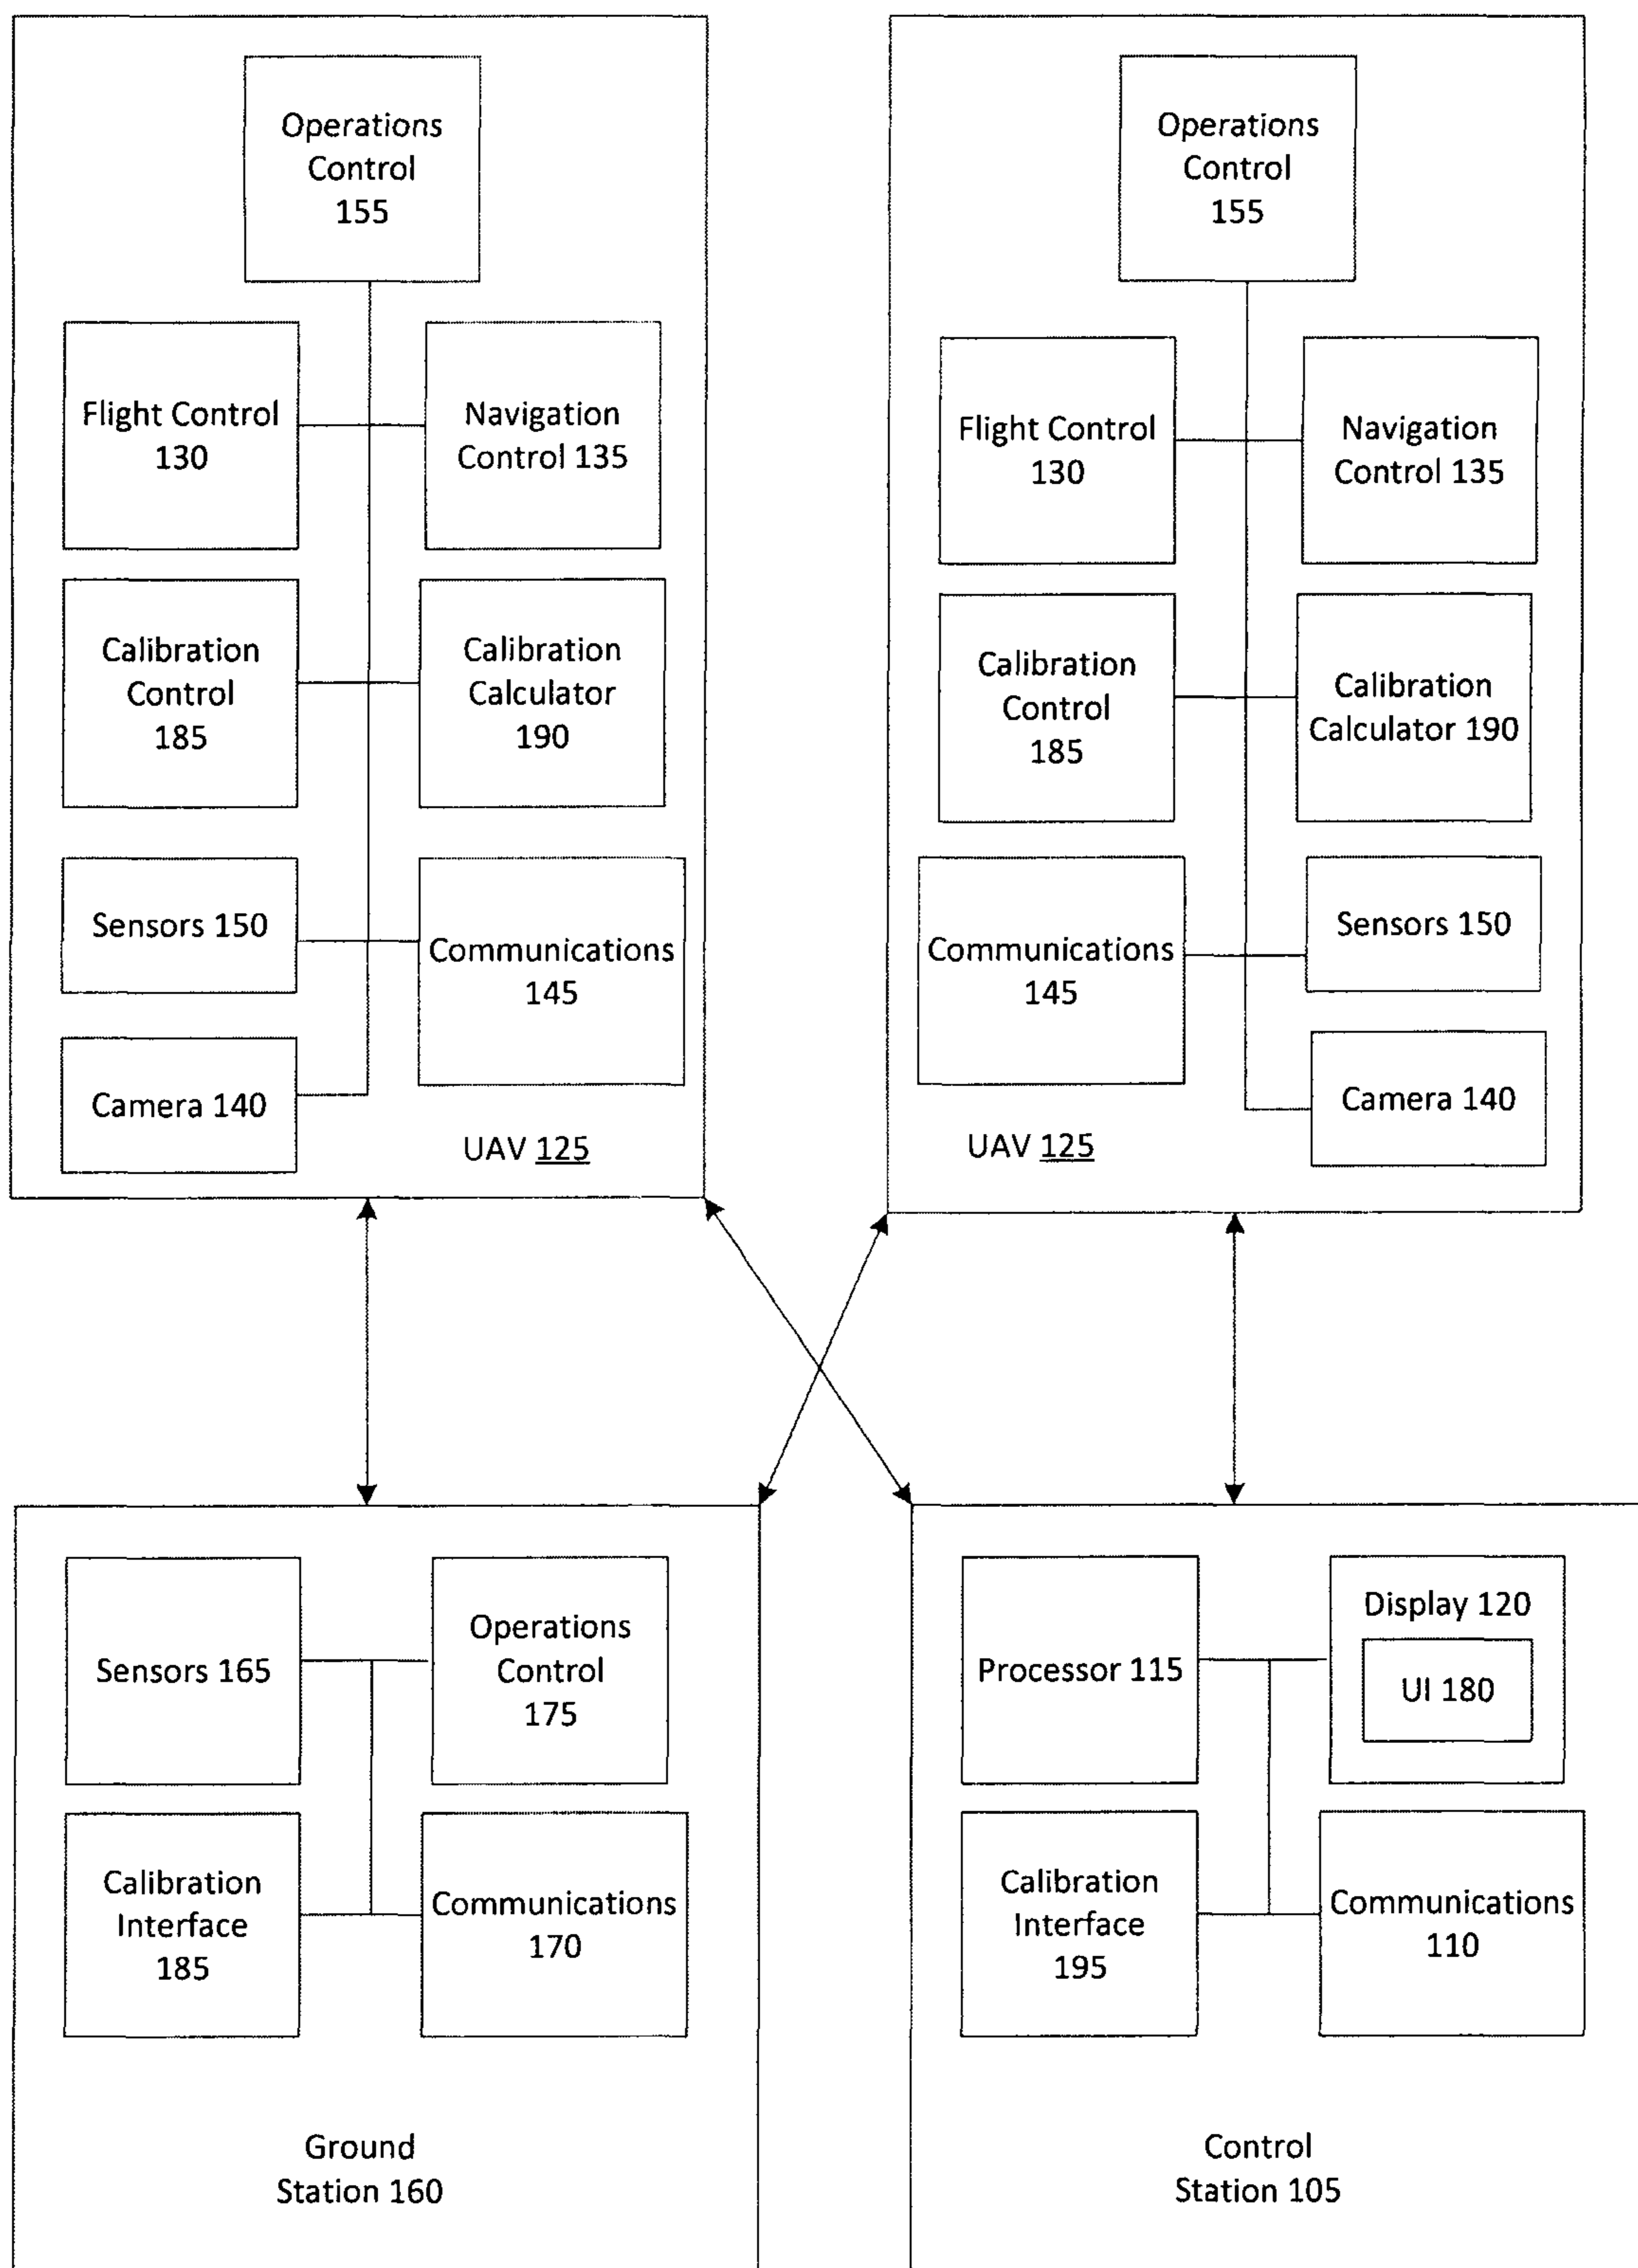 Operations
Control
155
Flight Control
130
Navigation
Control 135
Calibration
Control
185
Calibration
Calculator
190
Sensors 150
Communications
145
Camera 140
UAV 125
Operations
Control
155
Flight Control
130
Navigation
Control 135
Calibration
Control
185
Calibration
Calculator 190
Communications
145
Sensors 150
Camera 140
UAV 125
Sensors 165
Operations
Control
175
Calibration
Interface
185
Communications
170
Ground
Station 160
Processor 115
Display 120
UI 180
Calibration
Interface
195
Communications
110
Control
Station 105